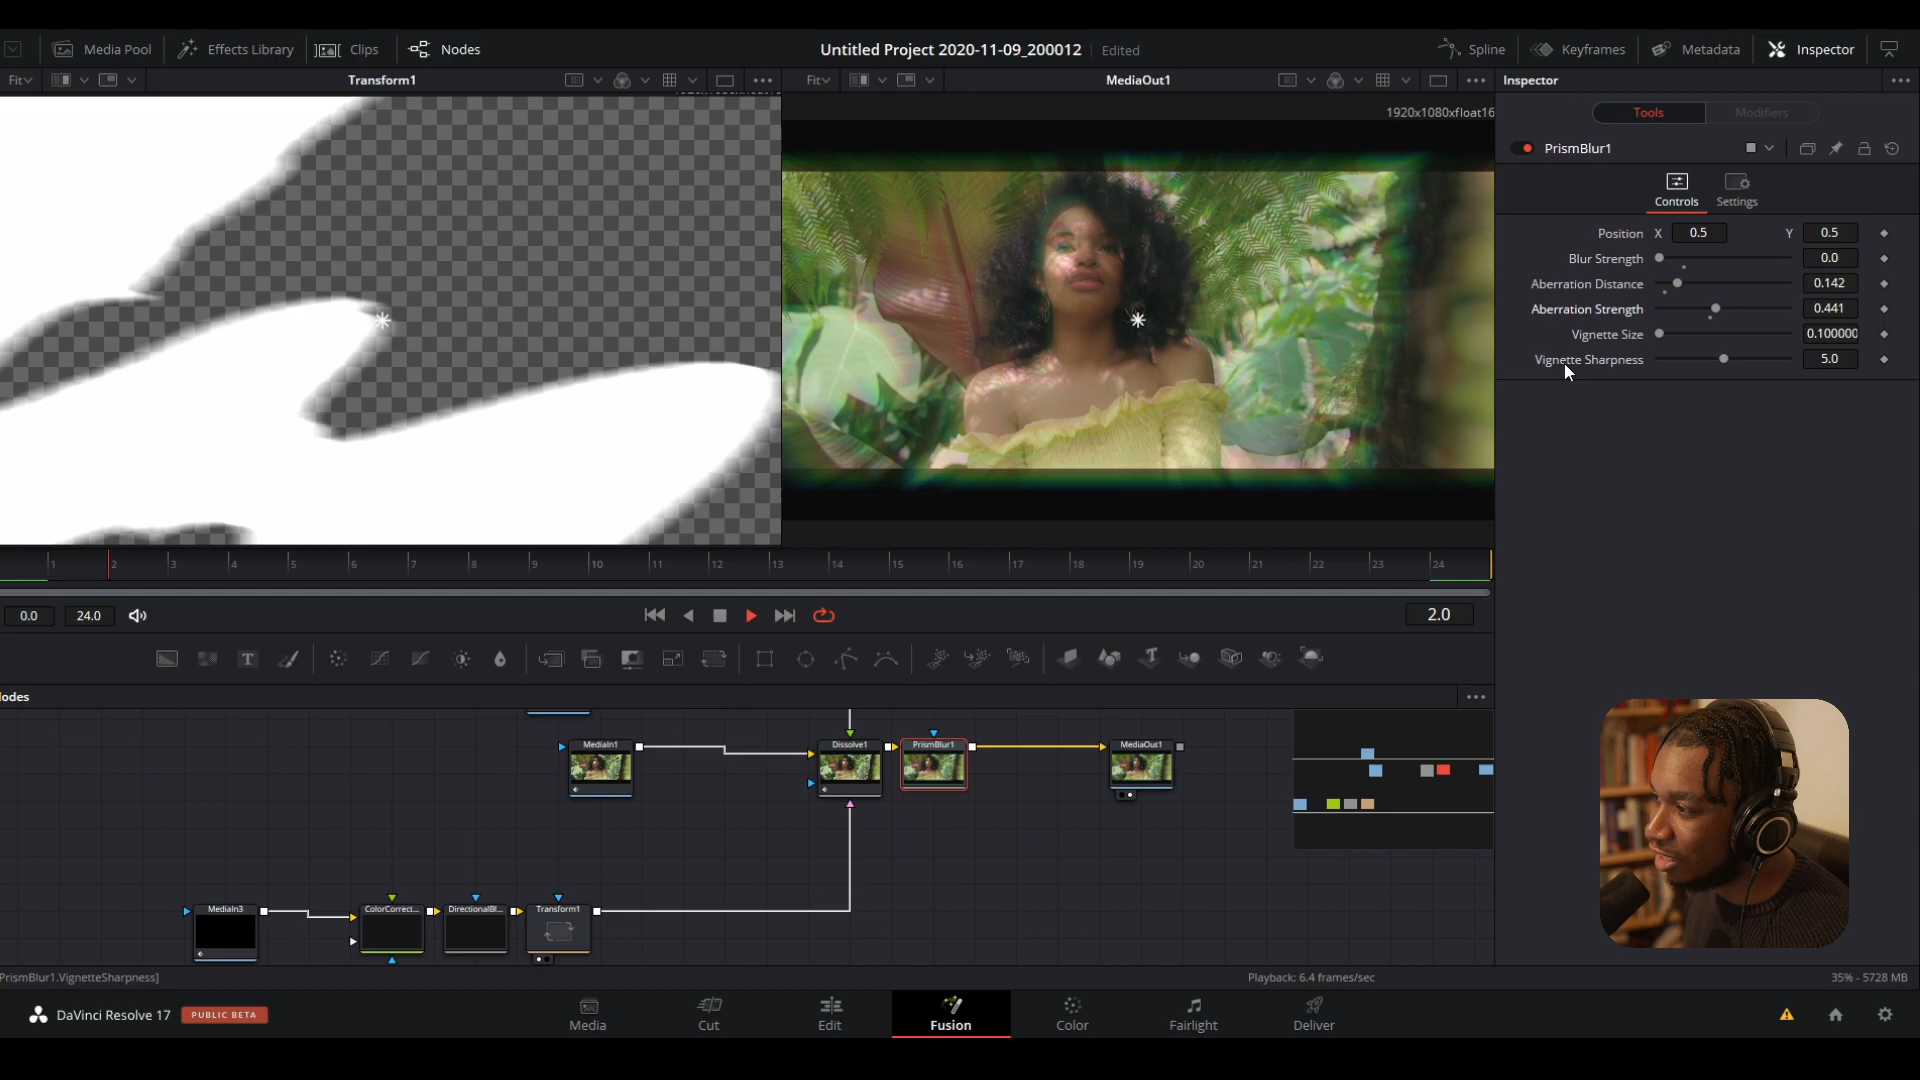 Media Pool
Effects Library
Clips
Nodes
Untitled Project 2020-11-09_200012
Edited
Spline
Keyframes
Metadata
Inspector
Fit
Transform1
Fit
MediaOut1
Inspector
1920x1080xfloat16
Tools
Modifiers
PrismBlur1
Controls
Settings
Position X 0.5 Y 0.5
Blur Strength 0.0
Aberration Distance 0.142
Aberration Strength 0.441
Vignette Size 0.100000
Vignette Sharpness 5.0
1 2 3 4 5 6 7 8 9 10 11 12 13 14 15 16 17 18 19 20 21 22 23 24
0.0
24.0
2.0
odes
MediaIn1
Dissolve1
PrismBlur1
MediaOut1
MediaIn3
ColorCorrect...
DirectionalBl...
Transform1
PrismBlur1.VignetteSharpness]
Playback: 6.4 frames/sec
35% - 5728 MB
DaVinci Resolve 17
PUBLIC BETA
Media
Cut
Edit
Fusion
Color
Fairlight
Deliver